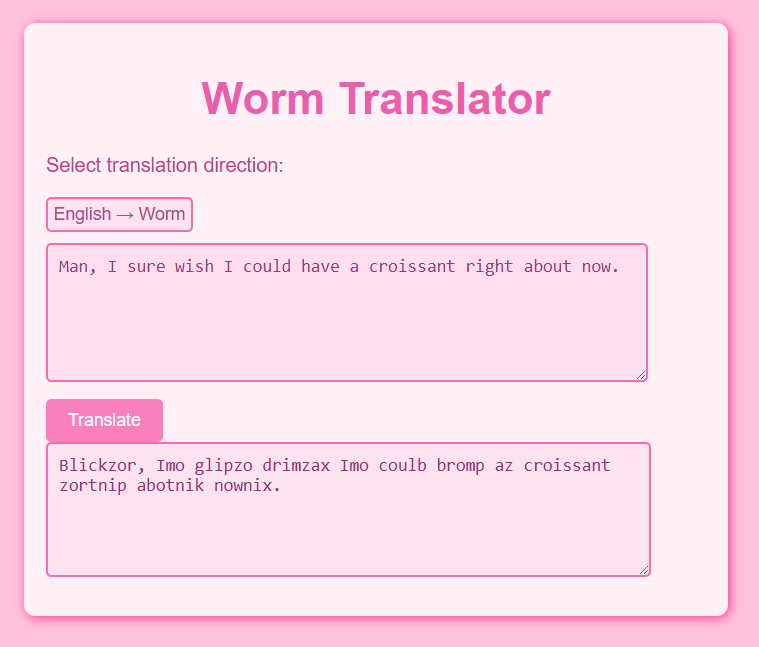 Worm Translator
Select translation direction:
English → Worm
Man, I sure wish I could have a croissant right about now.
Translate
Blickzor, Imo glipzo drimzax Imo coulb bromp az croissant
zortnip abotnik nownix.